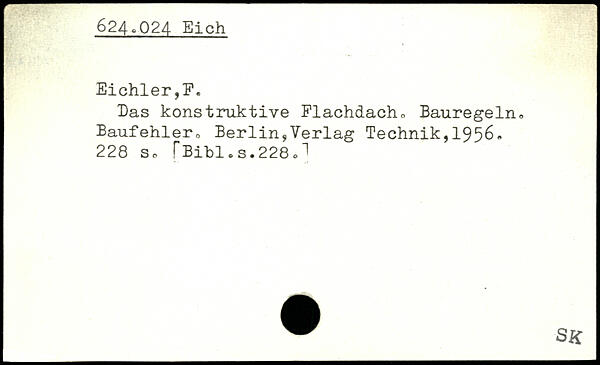 624.024 Eich
Eichler,F.
Das konstruktive Flachdach. Bauregeln.
Baufehler. Berlin,Verlag Technik,1956.
228 s. [Bibl.s.228.]
SK